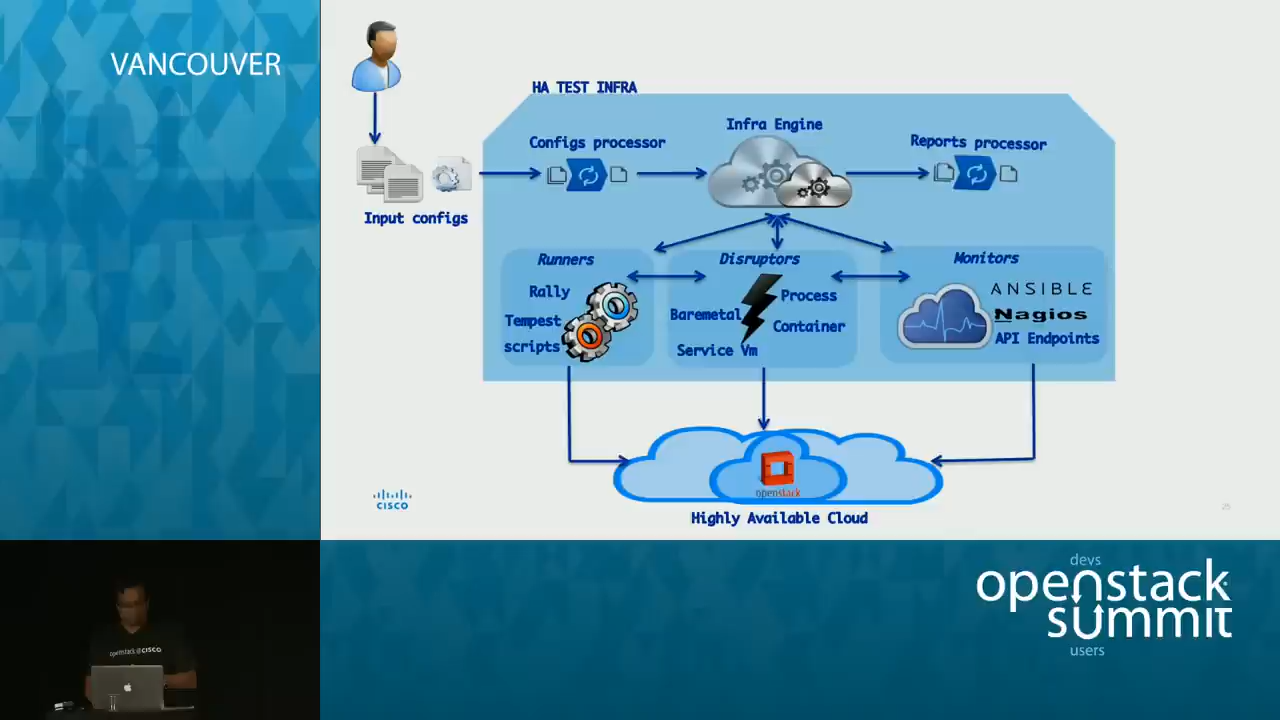 VANCOUVER
HA TEST INFRA
Configs processor
Infra Engine
Reports processor
Input configs
Runners
Rally
Tempest
scripts
Disruptors
Process
Baremetal
Container
Service Vm
Monitors
ANSIBLE
Nagios
API Endpoints
openstack
Highly Available Cloud
CISCO
25
openstack@CISCO
devs
openstack
summit
users